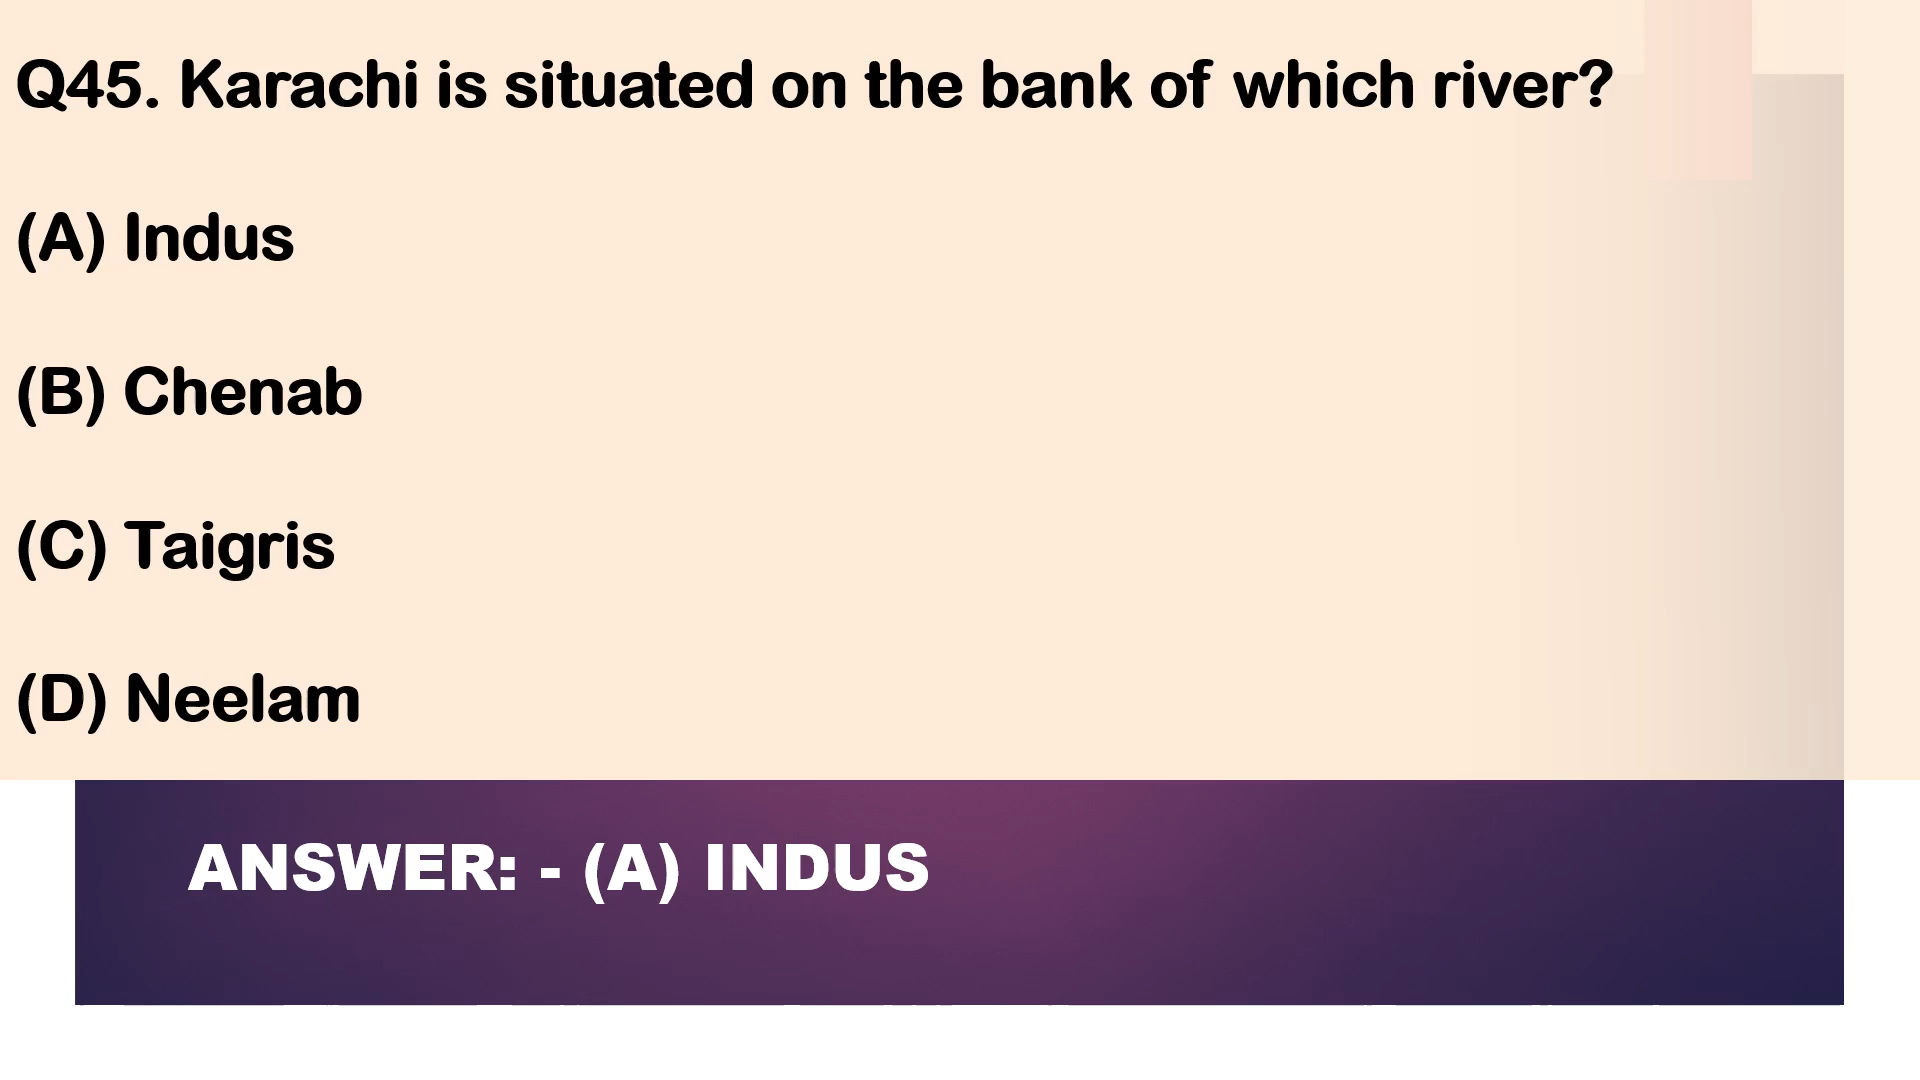 Q45. Karachi is situated on the bank of which river?
(A) Indus
(B) Chenab
(C) Taigris
(D) Neelam
ANSWER: - (A) INDUS